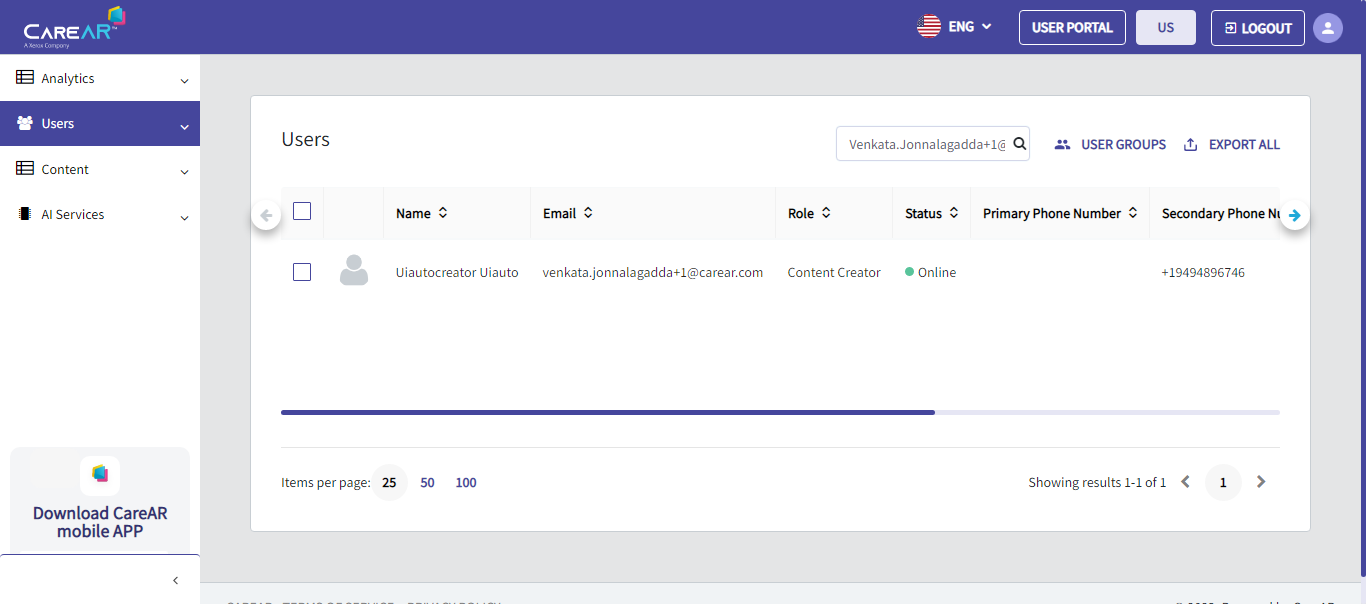 CAREAR™
A Xerox Company
ENG
USER PORTAL
US
LOGOUT
Analytics
Users
Content
AI Services
Download CareAR
mobile APP
Users
Venkata.Jonnalagadda+1@
USER GROUPS
EXPORT ALL
Name
Email
Role
Status
Primary Phone Number
Secondary Phone Nu
Uiautocreator Uiauto
venkata.jonnalagadda+1@carear.com
Content Creator
Online
+19494896746
Items per page: 25 50 100
Showing results 1-1 of 1
1